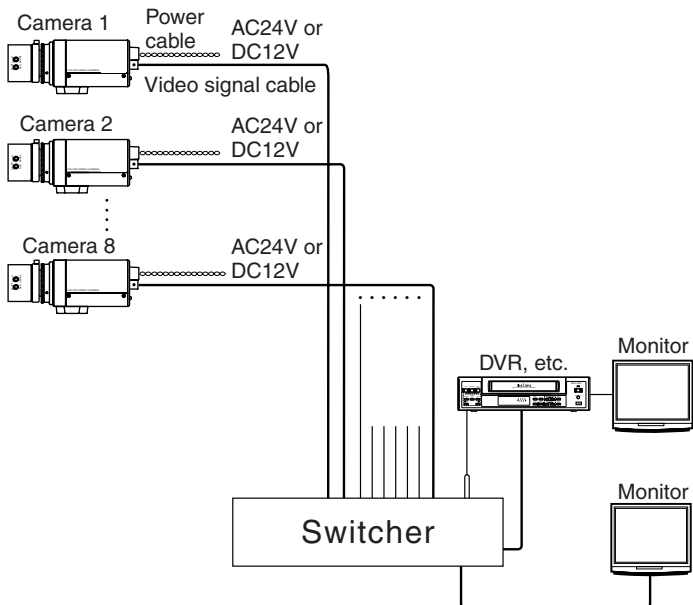 Camera 1
Power
cable
AC24V or
DC12V
Video signal cable
Camera 2
AC24V or
DC12V
Camera 8
AC24V or
DC12V
DVR, etc.
Monitor
Switcher
Monitor